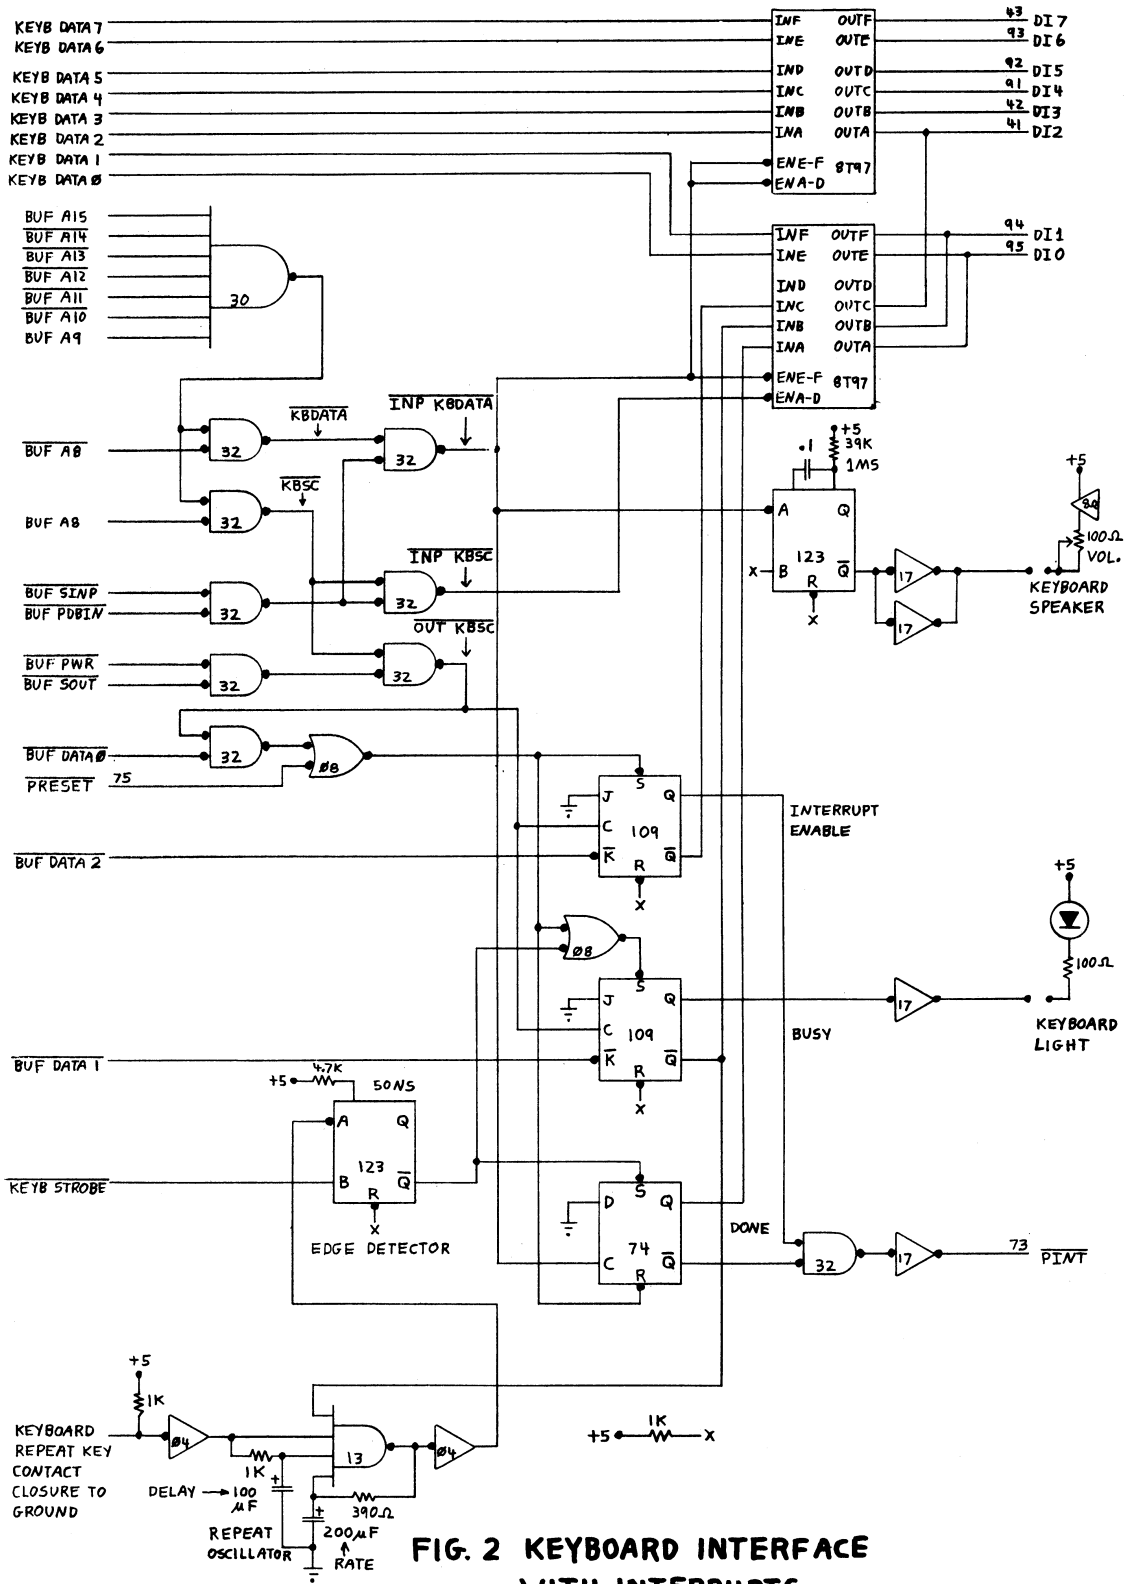 KEYB DATA 7
KEYB DATA 6
KEYB DATA 5
KEYB DATA 4
KEYB DATA 3
KEYB DATA 2
KEYB DATA 1
KEYB DATA Ø
INF OUTF
INE OUTE
IND OUTD
INC OUTC
INB OUTB
INA OUTA
ENE-F
8T97
ENA-D
43 DI7
93 DI6
92 DI5
91 DI4
42 DI3
41 DI2
BUF A15
BUF A14
BUF A13
BUF A12
BUF A11
BUF A10
BUF A9
30
INF OUTF
INE OUTE
IND OUTD
INC OUTC
INB OUTB
INA OUTA
ENE-F
8T97
ENA-D
94 DI1
95 DI0
BUF A8
32
KBDATA
INP KBDATA
32
BUF A8
32
KBSC
INP KBSC
32
BUF SINP
BUF PDBIN
32
OUT KBSC
32
BUF PWR
BUF SOUT
32
BUF DATAØ
32
PRESET 75
Ø8
+5
39K
.1
1MS
A Q
123
X B R Q
X
17
17
+5
8Ω
100Ω
VOL.
KEYBOARD
SPEAKER
S
J Q
C 109
K R Q
X
INTERRUPT
ENABLE
BUF DATA 2
Ø8
S
J Q
C 109
K R Q
X
BUSY
17
+5
100Ω
KEYBOARD
LIGHT
BUF DATA 1
+5 4.7K
50NS
A Q
123
B R Q
X
EDGE DETECTOR
KEYB STROBE
S
D Q
74
C R Q
DONE
32
17
73 PINT
+5
1K
KEYBOARD
REPEAT KEY
CONTACT
CLOSURE TO
GROUND
Ø4
1K
13
Ø4
DELAY → 100
µF
+
390Ω
+
200µF
↑
RATE
REPEAT
OSCILLATOR
+5 1K X
FIG. 2 KEYBOARD INTERFACE
WITH INTERRUPTS